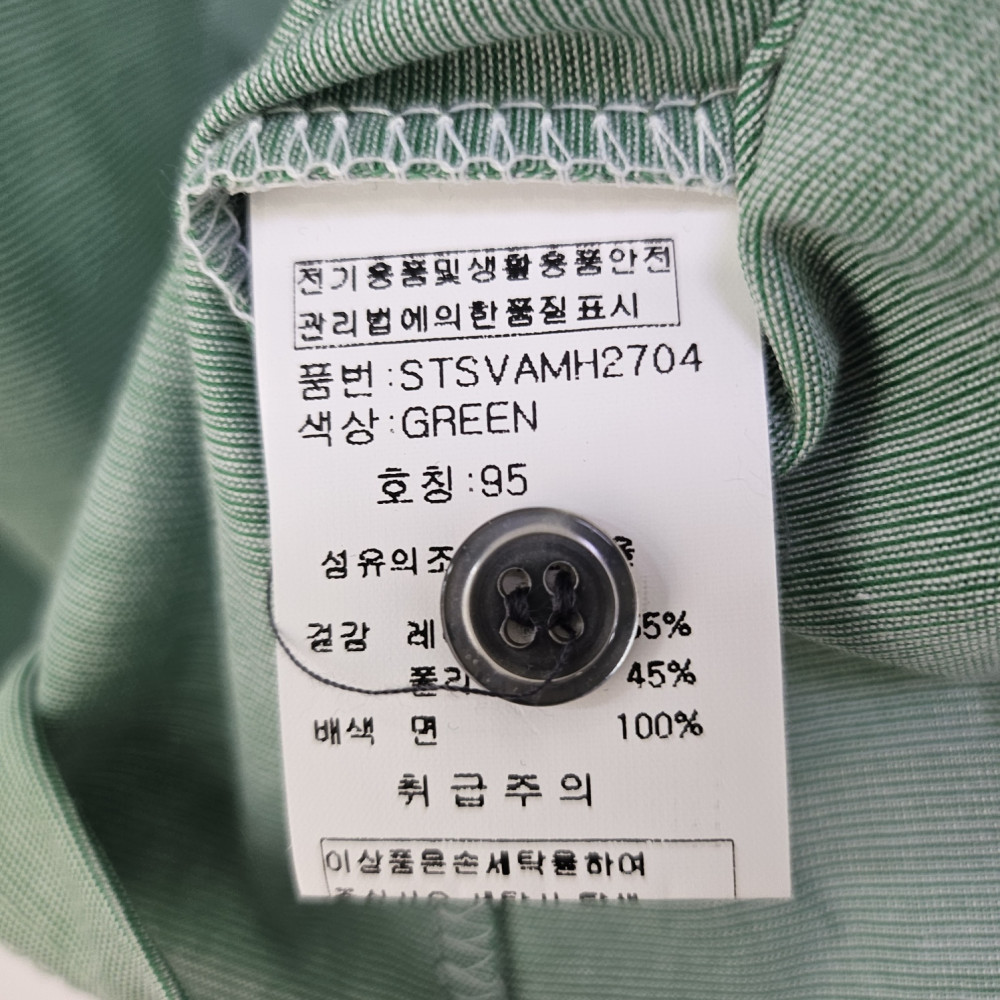 전기용품및생활용품안전
관리법에의한품질표시
품번:STSVAMH2704
색상:GREEN
호칭:95
섬유의
겉감
45%
배색 면 100%
취급주의
이상품은손세탁을하여